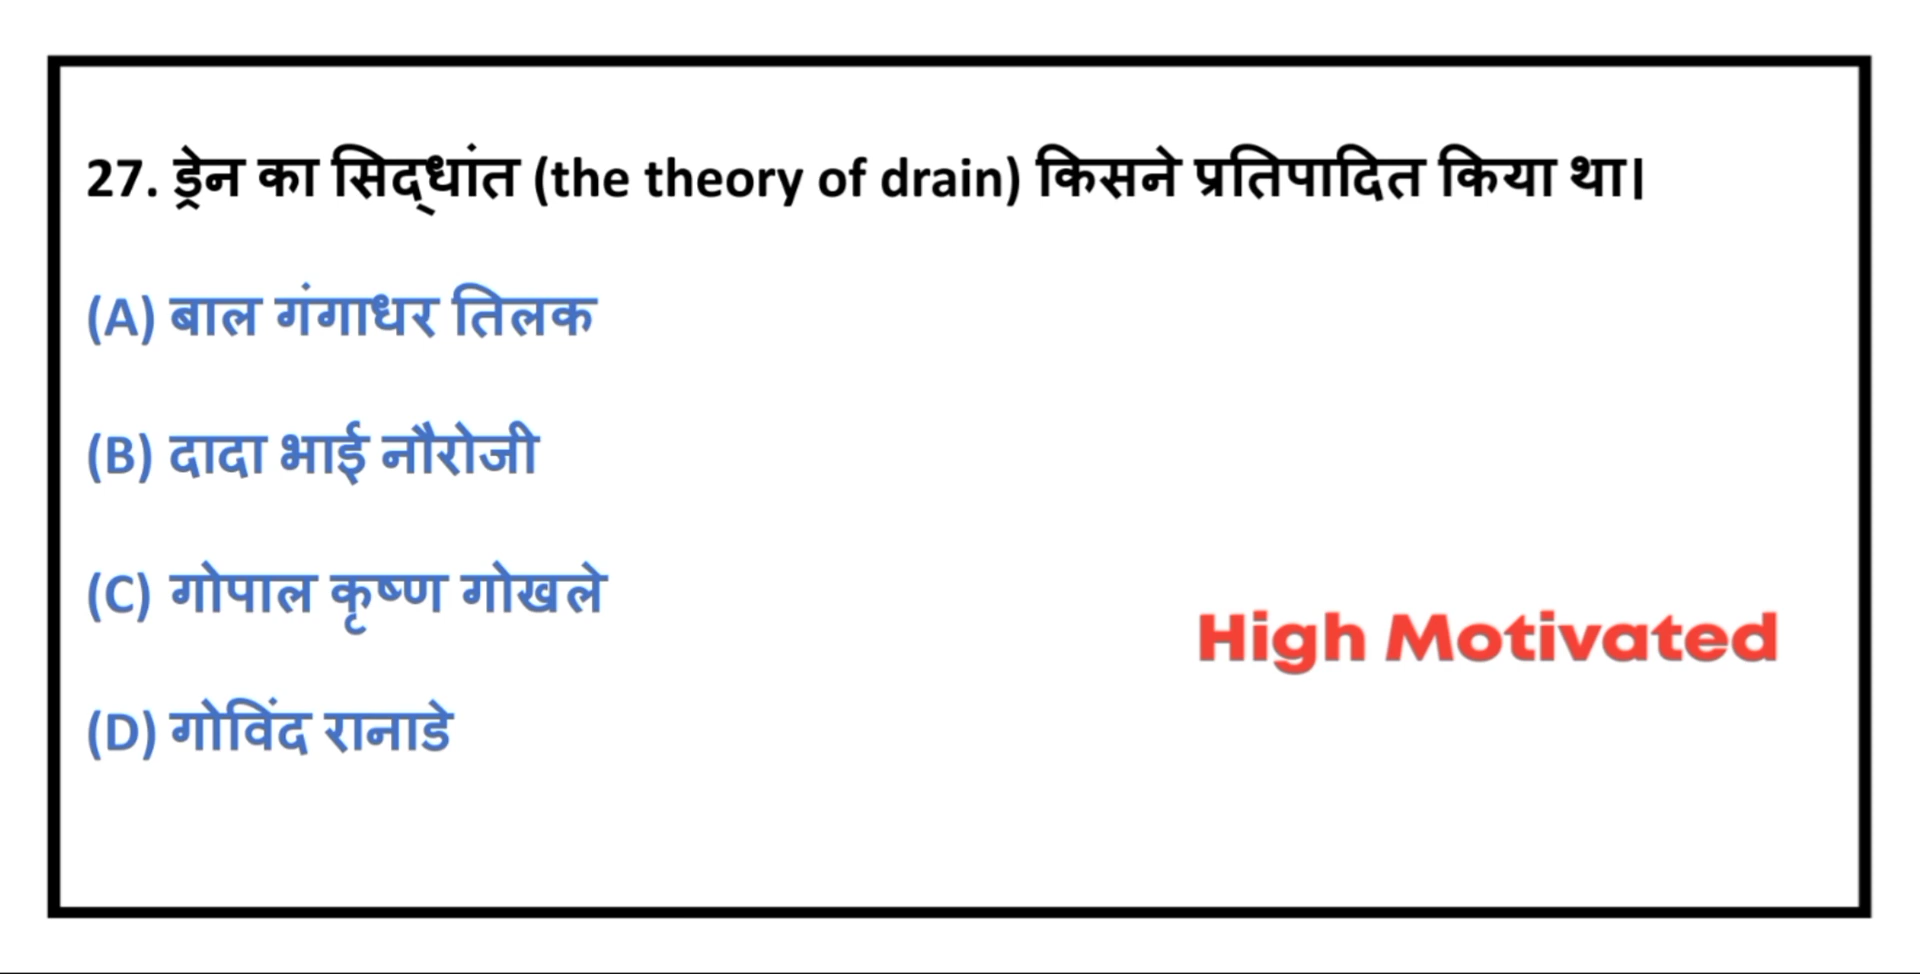 27. ड्रेन का सिद्‌धांत (the theory of drain) किसने प्रतिपादित किया था।
(A) बाल गंगाधर तिलक
(B) दादा भाई नौरोजी
(C) गोपाल कृष्ण गोखले
High Motivated
(D) गोविंद रानाडे